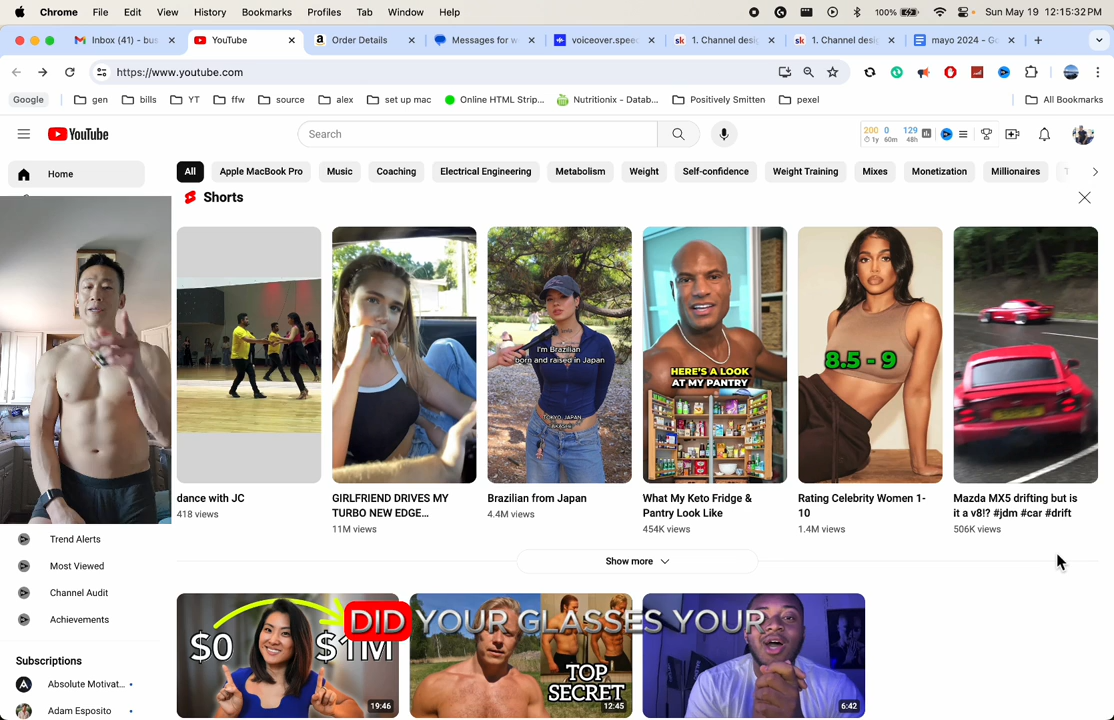 Chrome File Edit View History Bookmarks Profiles Tab Window Help 100% Sun May 19 12:15:32 PM
Inbox (41) - bus YouTube Order Details Messages for w voiceover.spee 1. Channel desig 1. Channel desig mayo 2024 - Go
https://www.youtube.com
Google gen bills YT ffw source alex set up mac Online HTML Strip... Nutritionix - Datab... Positively Smitten pexel All Bookmarks
YouTube Search 200 0 129
1y 60m 48h
Home All Apple MacBook Pro Music Coaching Electrical Engineering Metabolism Weight Self-confidence Weight Training Mixes Monetization Millionaires
Shorts
I'm Brazilian
born and raised in Japan
TOKYO, JAPAN
HERE'S A LOOK
AT MY PANTRY
8.5 - 9
dance with JC
418 views
GIRLFRIEND DRIVES MY
TURBO NEW EDGE...
11M views
Brazilian from Japan
4.4M views
What My Keto Fridge &
Pantry Look Like
454K views
Rating Celebrity Women 1-
10
1.4M views
Mazda MX5 drifting but is
it a v8!? #jdm #car #drift
506K views
Show more
Trend Alerts
Most Viewed
Channel Audit
Achievements
Subscriptions
Absolute Motivat...
Adam Esposito
DID YOUR GLASSES YOUR
$0 $1M
19:46
TOP
SECRET
12:45
6:42